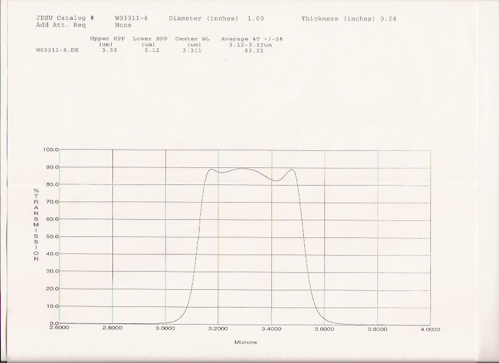 JDSU Catalog # W03311-6 Diameter (inches) 1.00 Thickness (inches) 0.04
Add Att. Req None
Upper HPP Lower HPP Center WL Average %T +/-5%
(um) (um) (um) 3.12-3.53um
W03311-6.DX 3.53 3.12 3.311 83.21
100.0
90.0
80.0
70.0
60.0
50.0
40.0
30.0
20.0
10.0
0.0
% TRANSMISSION
2.6000 2.8000 3.0000 3.2000 3.4000 3.6000 3.8000 4.0000
Microns